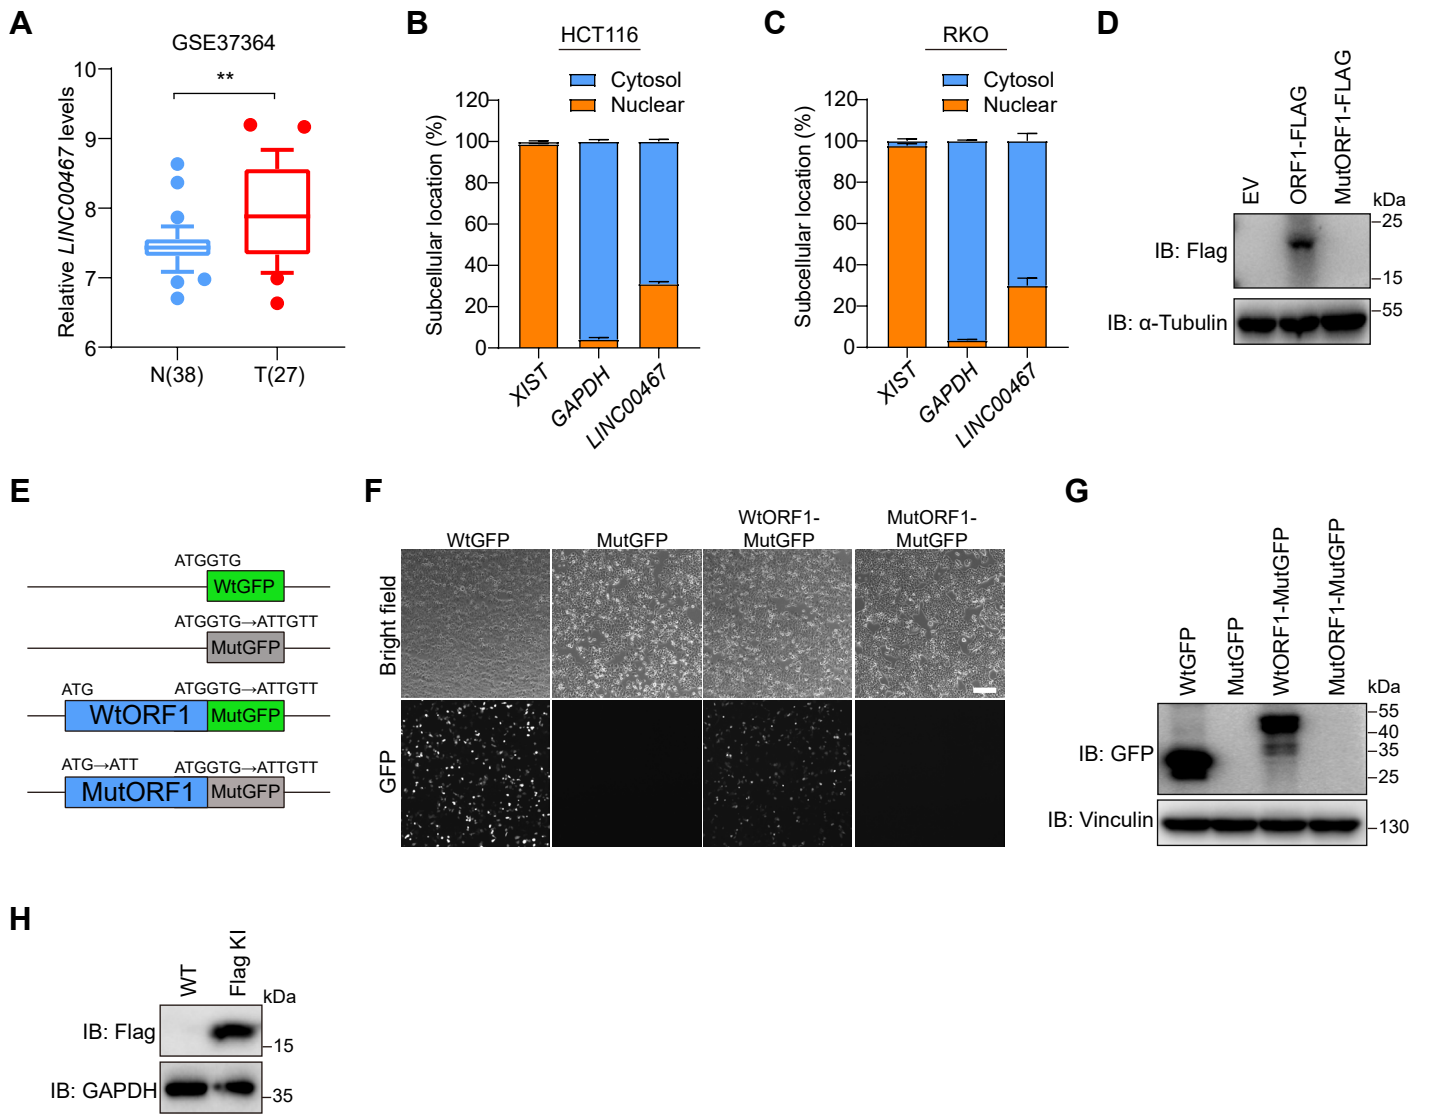 A
GSE37364
**
Relative LINC00467 levels
10
9
8
7
6
N(38)
T(27)
B
HCT116
Cytosol
Nuclear
Subcellular location (%)
120
100
80
60
40
20
0
XIST
GAPDH
LINC00467
C
RKO
Cytosol
Nuclear
Subcellular location (%)
120
100
80
60
40
20
0
XIST
GAPDH
LINC00467
D
EV
ORF1-FLAG
MutORF1-FLAG
kDa
IB: Flag
25
15
IB: α-Tubulin
55
E
ATGGTG
WtGFP
ATGGTG→ATTGTT
MutGFP
ATG
ATGGTG→ATTGTT
WtORF1
MutGFP
ATG→ATT
ATGGTG→ATTGTT
MutORF1
MutGFP
F
WtGFP
MutGFP
WtORF1-
MutGFP
MutORF1-
MutGFP
Bright field
GFP
G
WtGFP
MutGFP
WtORF1-MutGFP
MutORF1-MutGFP
kDa
IB: GFP
55
40
35
25
IB: Vinculin
130
H
WT
Flag KI
kDa
IB: Flag
15
IB: GAPDH
35